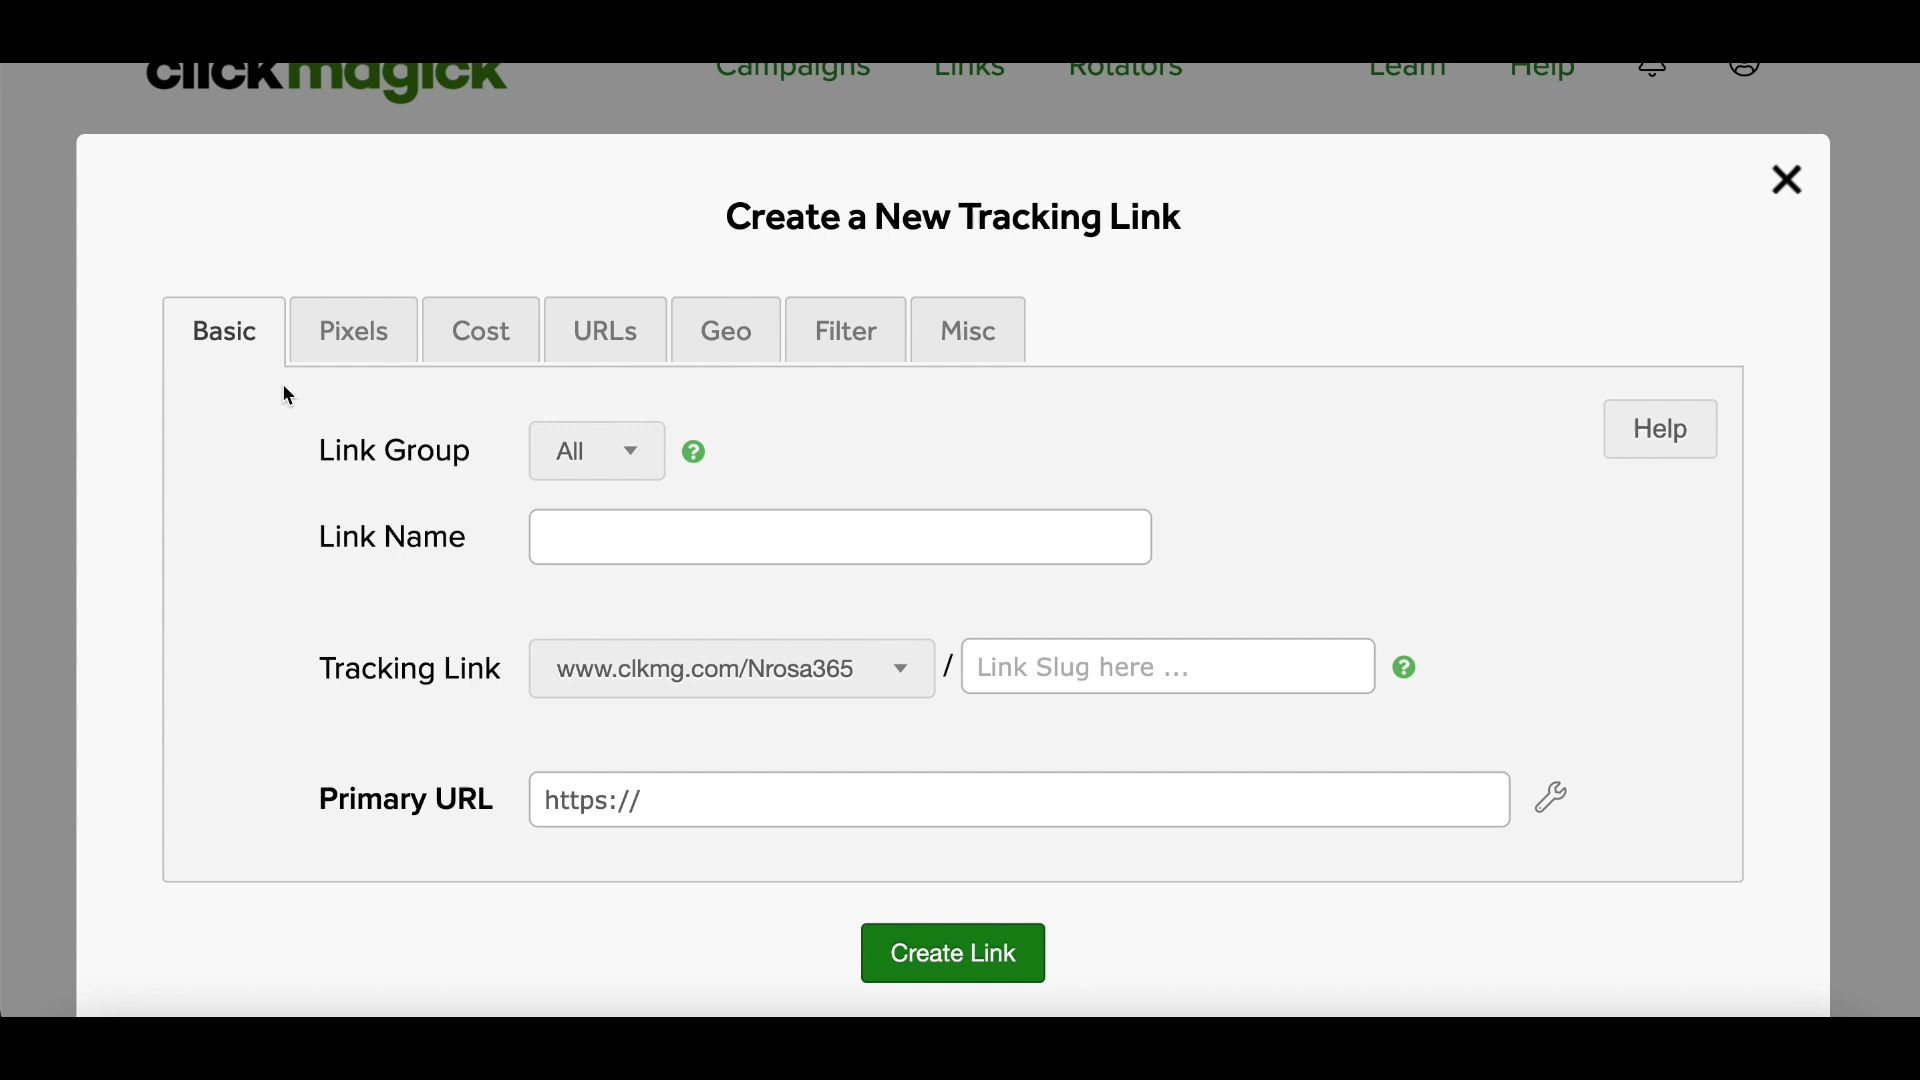 clickmagick Campaigns Links Rotators Learn Help
Create a New Tracking Link
Basic Pixels Cost URLs Geo Filter Misc
Help
Link Group All ?
Link Name
Tracking Link www.clkmg.com/Nrosa365 / Link Slug here ... ?
Primary URL https://
Create Link